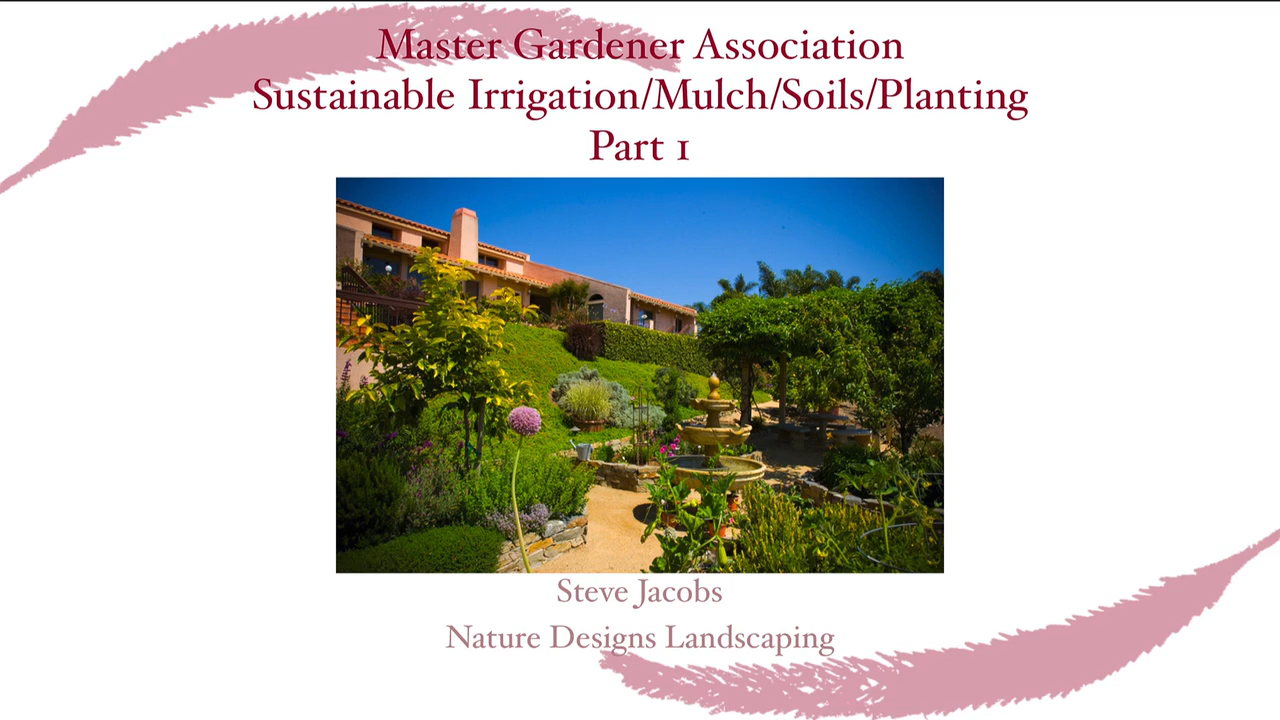 Master Gardener Association
Sustainable Irrigation/Mulch/Soils/Planting
Part 1
Steve Jacobs
Nature Designs Landscaping